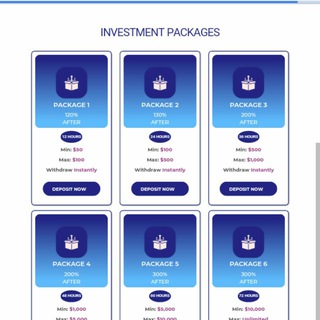 INVESTMENT PACKAGES
PACKAGE 1
120%
AFTER
12 HOURS
Min: $50
Max: $100
Withdraw Instantly
DEPOSIT NOW
PACKAGE 2
130%
AFTER
24 HOURS
Min: $100
Max: $500
Withdraw Instantly
DEPOSIT NOW
PACKAGE 3
200%
AFTER
36 HOURS
Min: $500
Max: $1,000
Withdraw Instantly
DEPOSIT NOW
PACKAGE 4
200%
AFTER
48 HOURS
Min: $1,000
Max: $5,000
PACKAGE 5
300%
AFTER
60 HOURS
Min: $5,000
Max: $10,000
PACKAGE 6
300%
AFTER
72 HOURS
Min: $10,000
Max: Unlimited